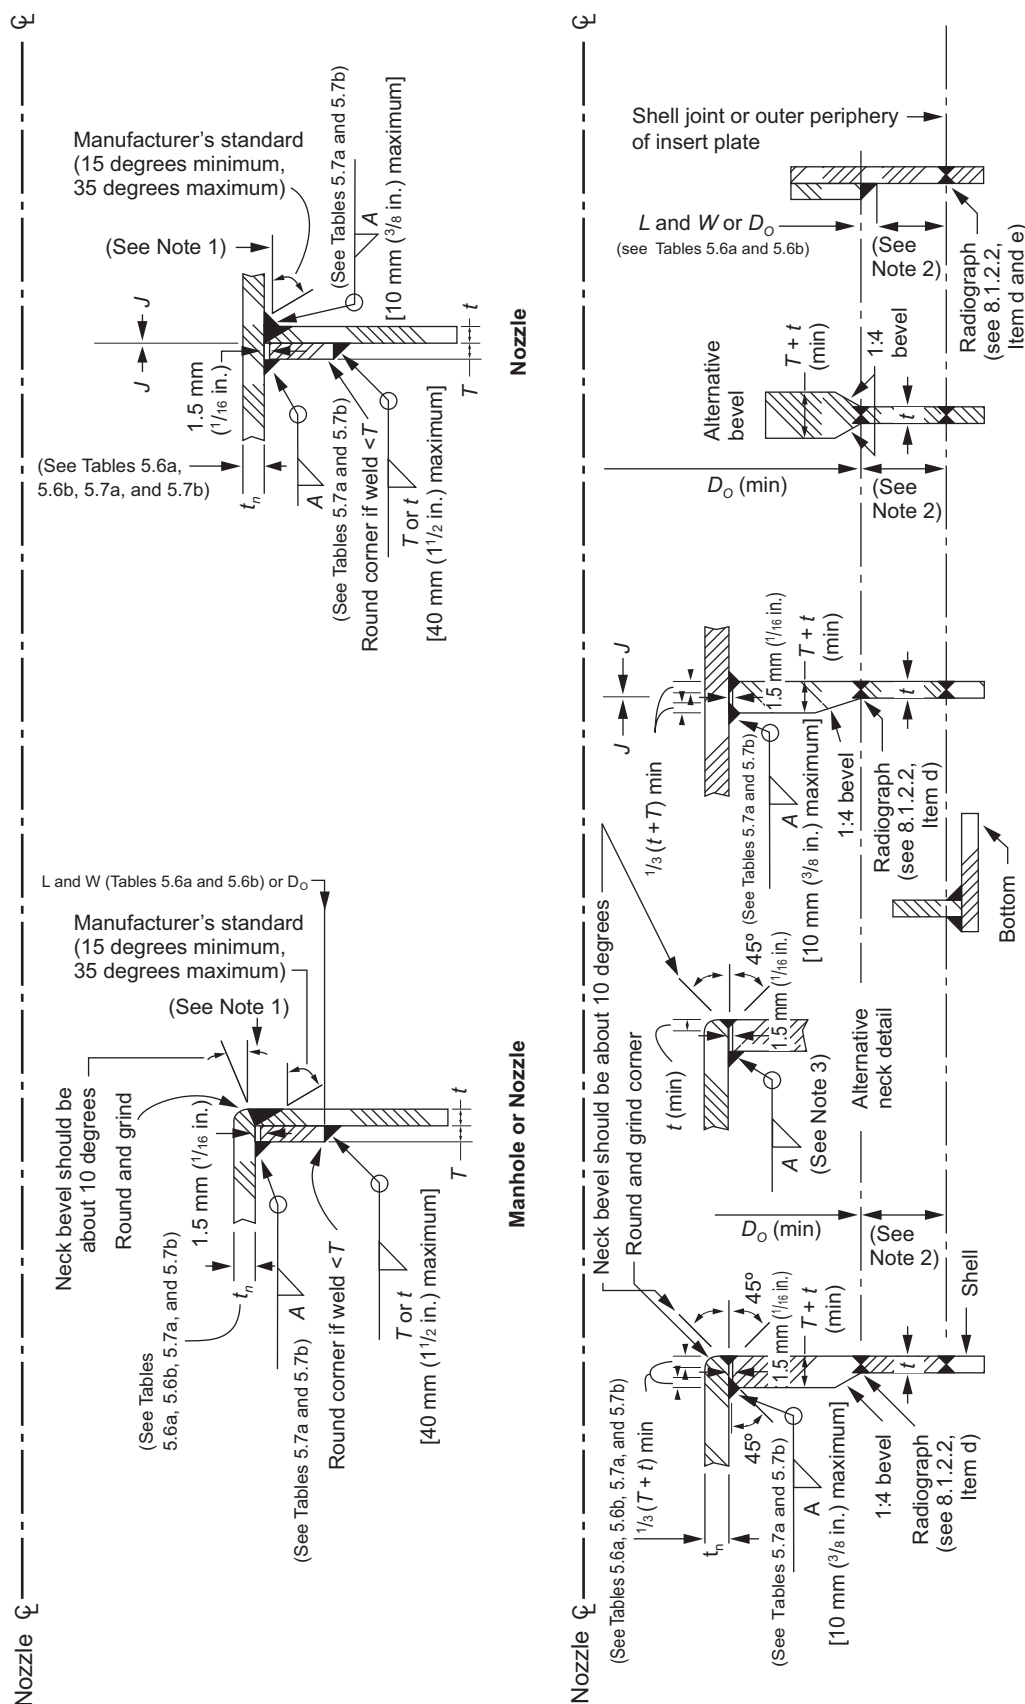 Nozzle ℄
Neck bevel should be
about 10 degrees
Round and grind
1.5 mm (1/16 in.)
(See Tables
5.6a, 5.6b, 5.7a, and 5.7b)
tn
(See Tables 5.7a and 5.7b)
A
Round corner if weld <T
T or t
[40 mm (1 1/2 in.) maximum]
L and W (Tables 5.6a and 5.6b) or DO
Manufacturer's standard
(15 degrees minimum,
35 degrees maximum)
(See Note 1)
T
t
Manhole or Nozzle
℄
Manufacturer's standard
(15 degrees minimum,
35 degrees maximum)
(See Note 1)
J
J
1.5 mm
(1/16 in.)
(See Tables 5.6a,
5.6b, 5.7a, and 5.7b)
tn
A
(See Tables 5.7a and 5.7b)
Round corner if weld <T
T or t
[40 mm (1 1/2 in.) maximum]
(See Tables 5.7a and 5.7b)
A
[10 mm (3/8 in.) maximum]
T
t
Nozzle
Nozzle ℄
℄
(See Tables 5.6a, 5.6b, 5.7a, and 5.7b)
1/3 (T + t) min
tn
(See Tables 5.7a and 5.7b)
A
[10 mm (3/8 in.) maximum]
45º
45º
1.5 mm (1/16 in.)
T + t
(min)
1:4 bevel
Radiograph
(see 8.1.2.2,
Item d)
t
Shell
DO (min)
(See
Note 2)
Neck bevel should be about 10 degrees
Round and grind corner
t (min)
45º
1.5 mm (1/16 in.)
A
(See Note 3)
Alternative
neck detail
Bottom
1/3 (t + T) min
J
J
(See Tables 5.7a and 5.7b)
A
[10 mm (3/8 in.) maximum]
1.5 mm (1/16 in.)
T + t
(min)
1:4 bevel
Radiograph
(see 8.1.2.2,
Item d)
t
DO (min)
(See
Note 2)
Alternative
bevel
T + t
(min)
1:4
bevel
t
Shell joint or outer periphery
of insert plate
L and W or DO
(see Tables 5.6a and 5.6b)
(See
Note 2)
Radiograph
(see 8.1.2.2,
Item d and e)